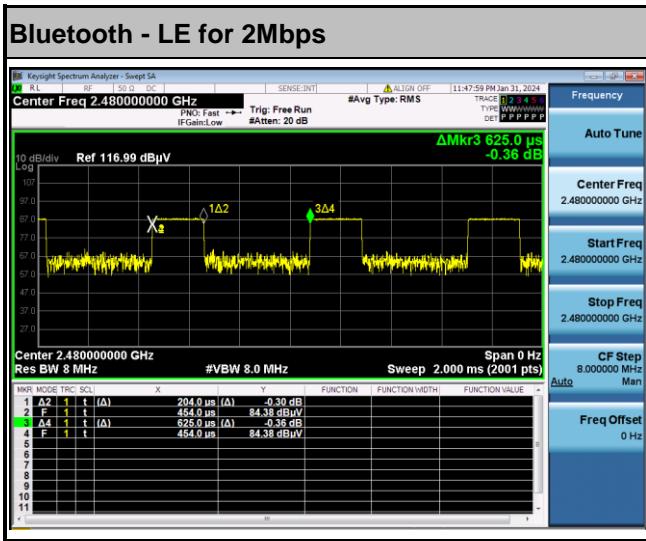 Bluetooth - LE for 2Mbps
Keysight Spectrum Analyzer - Swept SA
RL RF 50 Ω DC SENSE:INT ALIGN OFF 11:47:59 PM Jan 31, 2024
Center Freq 2.480000000 GHz #Avg Type: RMS TRACE 1 2 3 4 5 6
PNO: Fast Trig: Free Run TYPE WWWWWW
IFGain:Low #Atten: 20 dB DET P P P P P P
ΔMkr3 625.0 µs
10 dB/div Ref 116.99 dBµV -0.36 dB
Log
107
97.0
87.0
77.0
67.0
57.0
47.0
37.0
27.0
1Δ2
3Δ4
Center 2.480000000 GHz Span 0 Hz
Res BW 8 MHz #VBW 8.0 MHz Sweep 2.000 ms (2001 pts)
MKR MODE TRC SCL X Y FUNCTION FUNCTION WIDTH FUNCTION VALUE
1 Δ2 1 t (Δ) 204.0 µs (Δ) -0.30 dB
2 F 1 t 454.0 µs 84.38 dBµV
3 Δ4 1 t (Δ) 625.0 µs (Δ) -0.36 dB
4 F 1 t 454.0 µs 84.38 dBµV
5
6
7
8
9
10
11
Frequency
Auto Tune
Center Freq
2.480000000 GHz
Start Freq
2.480000000 GHz
Stop Freq
2.480000000 GHz
CF Step
8.000000 MHz
Auto Man
Freq Offset
0 Hz